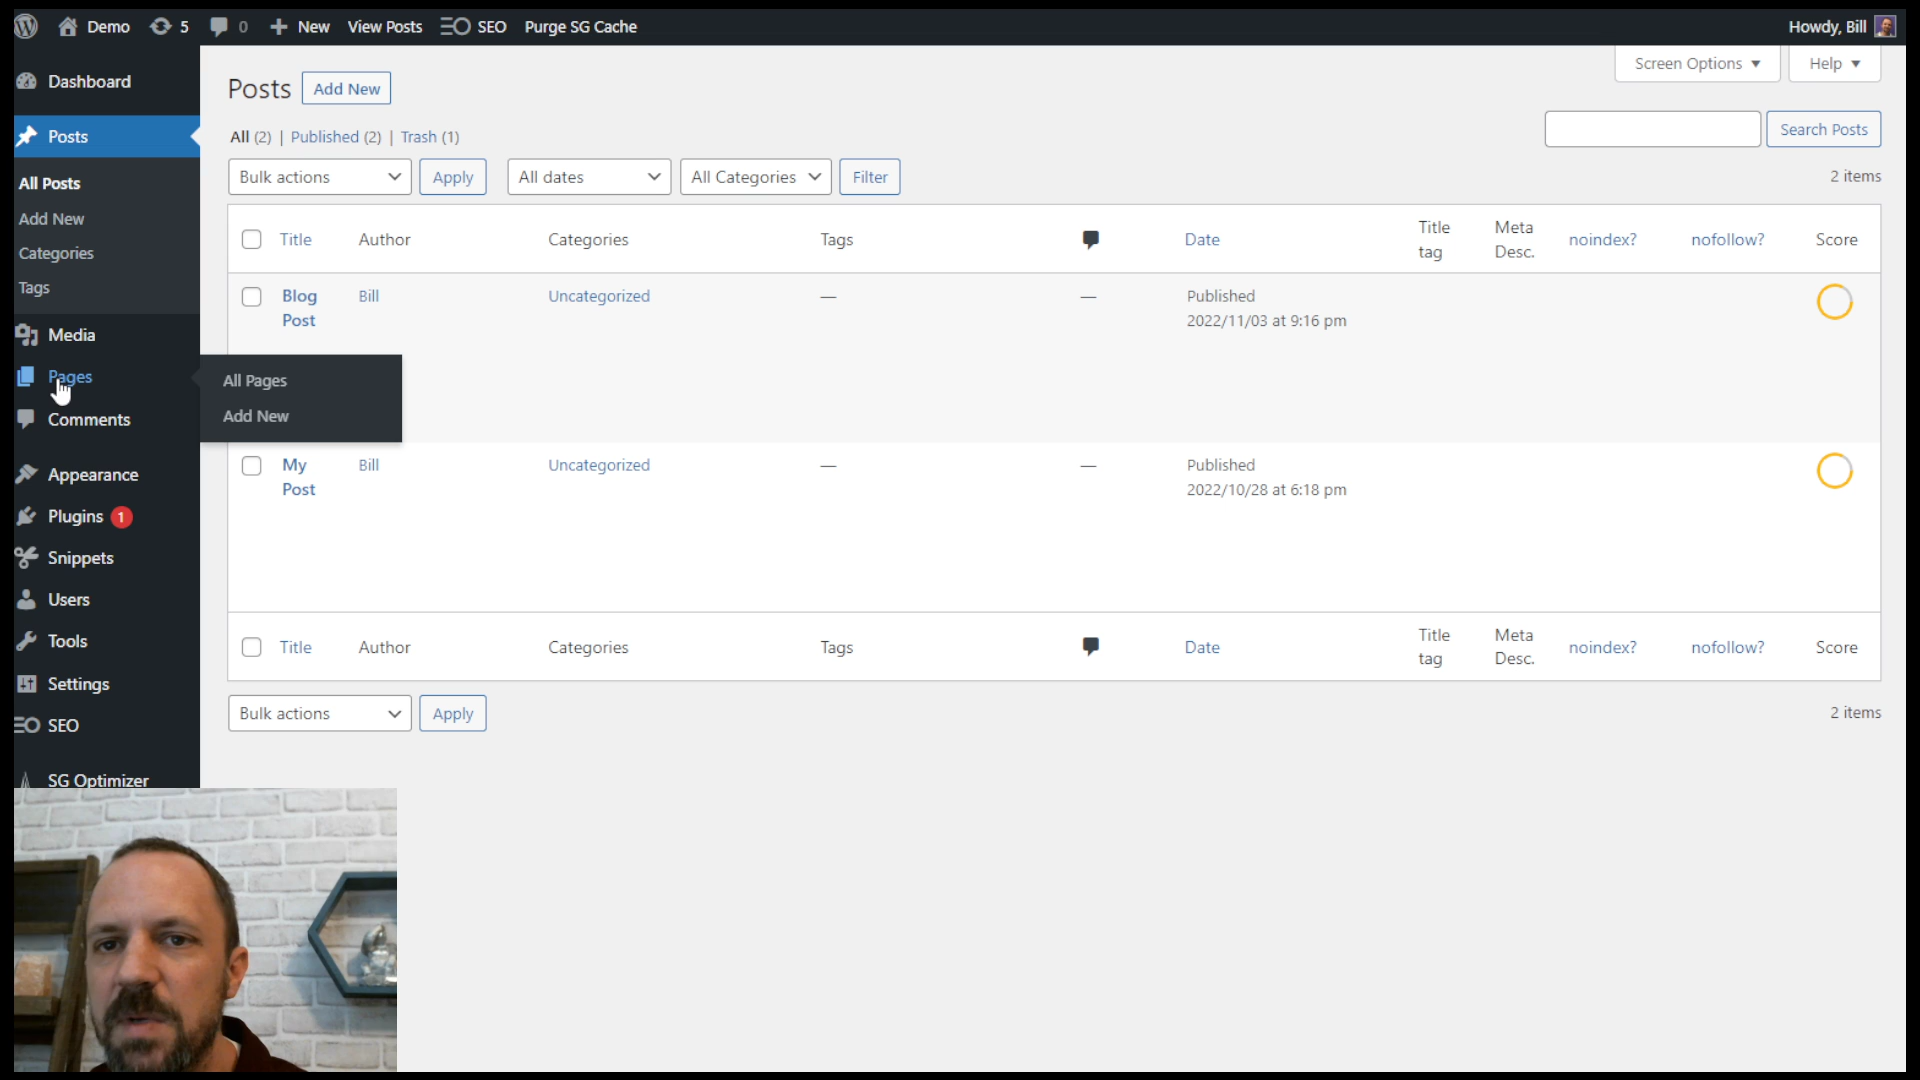 Demo 5 0 New View Posts SEO Purge SG Cache Howdy, Bill
Dashboard
Posts
All Posts
Add New
Categories
Tags
Media
Pages
All Pages
Add New
Comments
Appearance
Plugins 1
Snippets
Users
Tools
Settings
SEO
SG Optimizer
Screen Options Help
Posts Add New
All (2) | Published (2) | Trash (1)
Search Posts
Bulk actions Apply All dates All Categories Filter 2 items
Title Author Categories Tags Date Title tag Meta Desc. noindex? nofollow? Score
Blog Post Bill Uncategorized — — Published
2022/11/03 at 9:16 pm
My Post Bill Uncategorized — — Published
2022/10/28 at 6:18 pm
Title Author Categories Tags Date Title tag Meta Desc. noindex? nofollow? Score
Bulk actions Apply 2 items